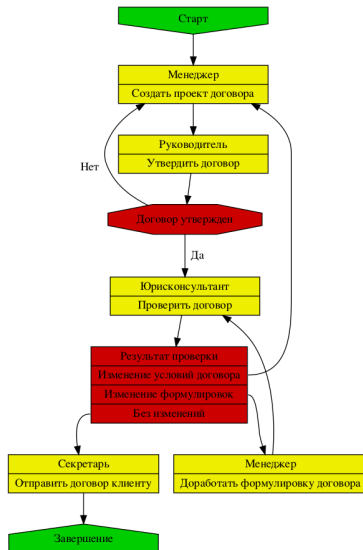 Старт
Менеджер
Создать проект договора
Руководитель
Утвердить договор
Нет
Договор утвержден
Да
Юрисконсультант
Проверить договор
Результат проверки
Изменение условий договора
Изменение формулировок
Без изменений
Секретарь
Отправить договор клиенту
Менеджер
Доработать формулировку договора
Завершение